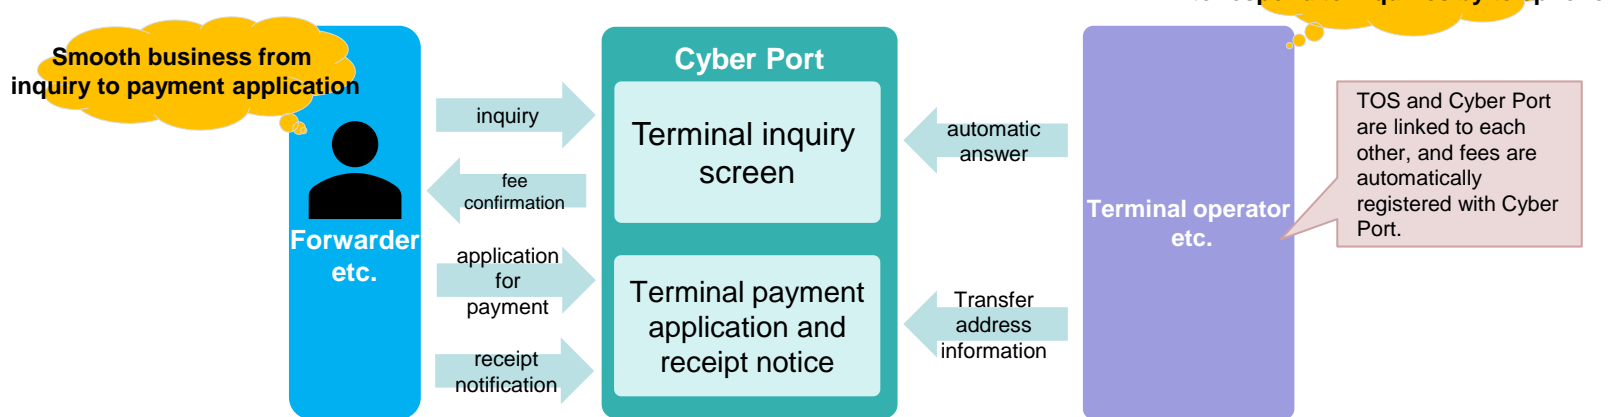 Smooth business from
inquiry to payment application
Forwarder
etc.
inquiry
fee
confirmation
application
for
payment
receipt
notification
Cyber Port
Terminal inquiry
screen
Terminal payment
application and
receipt notice
automatic
answer
Transfer
address
information
Terminal operator
etc.
TOS and Cyber Port
are linked to each
other, and fees are
automatically
registered with Cyber
Port.